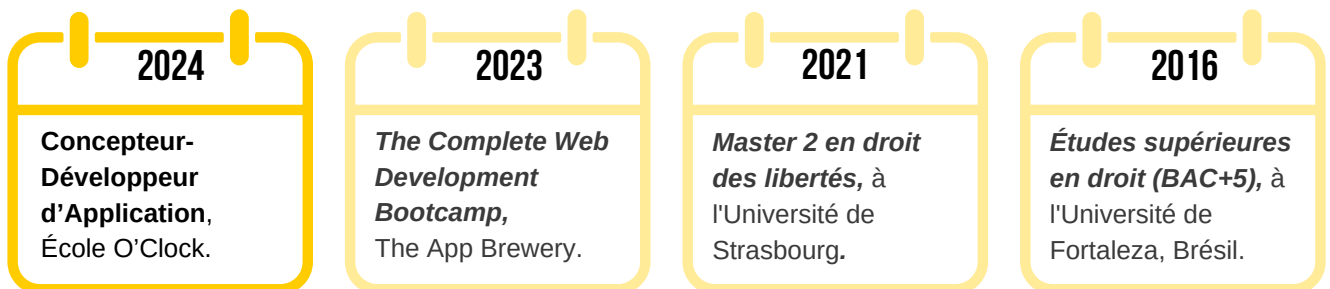 2024
Concepteur-
Développeur
d’Application,
École O’Clock.
2023
The Complete Web
Development
Bootcamp,
The App Brewery.
2021
Master 2 en droit
des libertés, à
l'Université de
Strasbourg.
2016
Études supérieures
en droit (BAC+5), à
l'Université de
Fortaleza, Brésil.